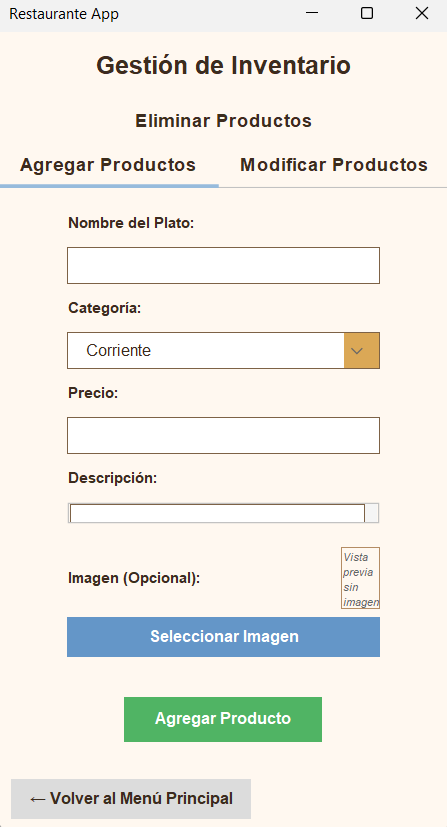 Restaurante App
Gestión de Inventario
Eliminar Productos
Agregar Productos Modificar Productos
Nombre del Plato:
Categoría:
Corriente
Precio:
Descripción:
Imagen (Opcional):
Vista
previa
sin
imagen
Seleccionar Imagen
Agregar Producto
← Volver al Menú Principal